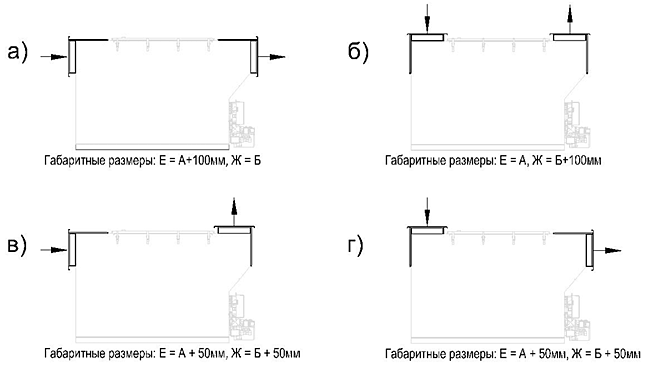 а)
Габаритные размеры: Е = А+100мм, Ж = Б
б)
Габаритные размеры: Е = А, Ж = Б+100мм
в)
Габаритные размеры: Е = А + 50мм, Ж = Б + 50мм
г)
Габаритные размеры: Е = А + 50мм, Ж = Б + 50мм